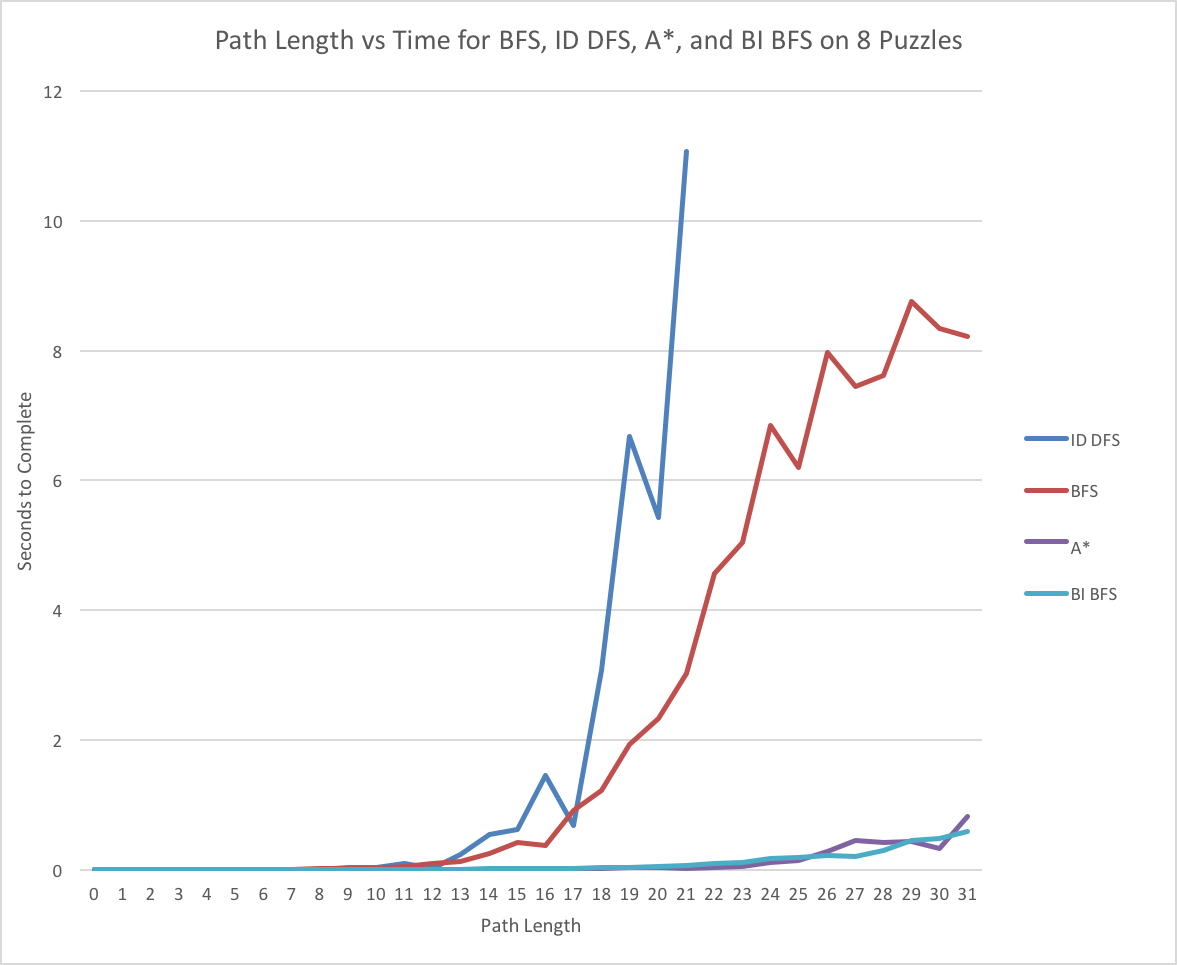 Path Length vs Time for BFS, ID DFS, A*, and BI BFS on 8 Puzzles
12
10
8
6
4
2
0
Seconds to Complete
0 1 2 3 4 5 6 7 8 9 10 11 12 13 14 15 16 17 18 19 20 21 22 23 24 25 26 27 28 29 30 31
Path Length
ID DFS
BFS
A*
BI BFS